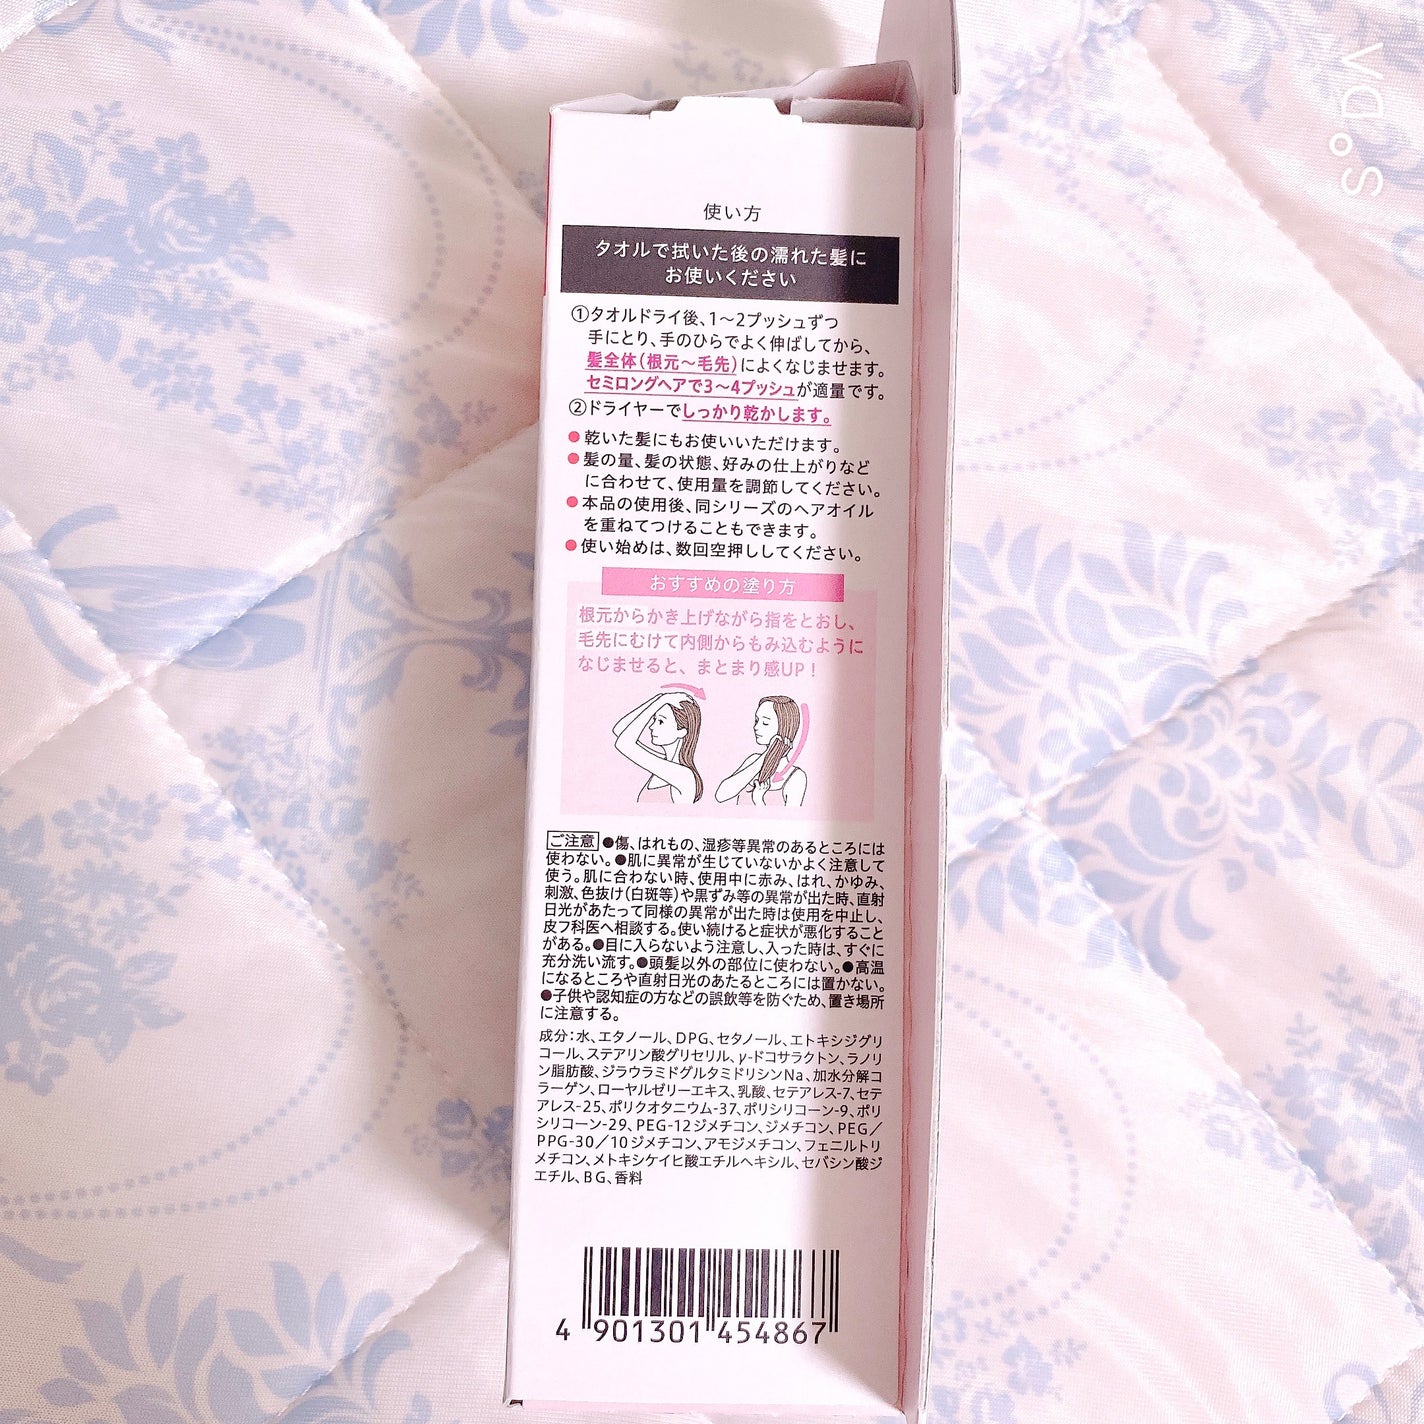 VQ°S
使い方
タオルで拭いた後の濡れた髪に
お使いください
①タオルドライ後、1〜2プッシュずつ
手にとり、手のひらでよく伸ばしてから、
髪全体(根元〜毛先)によくなじませます。
セミロングヘアで3〜4プッシュが適量です。
②ドライヤーでしっかり乾かします。
●乾いた髪にもお使いいただけます。
●髪の量、髪の状態、好みの仕上がりなど
に合わせて、使用量を調節してください。
●本品の使用後、同シリーズのヘアオイル
を重ねてつけることもできます。
●使い始めは、数回空押ししてください。
おすすめの塗り方
根元からかき上げながら指をとおし、
毛先にむけて内側からもみ込むように
なじませると、まとまり感UP!
ご注意 ●傷、はれもの、湿疹等異常のあるところには
使わない。●肌に異常が生じていないかよく注意して
使う。肌に合わない時、使用中に赤み、はれ、かゆみ、
刺激、色抜け(白斑等)や黒ずみ等の異常が出た時、直射
日光があたって同様の異常が出た時は使用を中止し、
皮フ科医へ相談する。使い続けると症状が悪化すること
がある。●目に入らないよう注意し、入った時は、すぐに
充分洗い流す。●頭髪以外の部位に使わない。●高温
になるところや直射日光のあたるところには置かない。
●子供や認知症の方などの誤飲等を防ぐため、置き場所
に注意する。
成分:水、エタノール、DPG、セタノール、エトキシジグリ
コール、ステアリン酸グリセリル、γ-ドコサラクトン、ラノリ
ン脂肪酸、ジラウラミドグルタミドリシンNa、加水分解コ
ラーゲン、ローヤルゼリーエキス、乳酸、セテアレス-7、セテ
アレス-25、ポリクオタニウム-37、ポリシリコーン-9、ポリ
シリコーン-29、PEG-12ジメチコン、ジメチコン、PEG/
PPG-30/10ジメチコン、アモジメチコン、フェニルトリ
メチコン、メトキシケイヒ酸エチルヘキシル、セバシン酸ジ
エチル、BG、香料
4 901301 454867